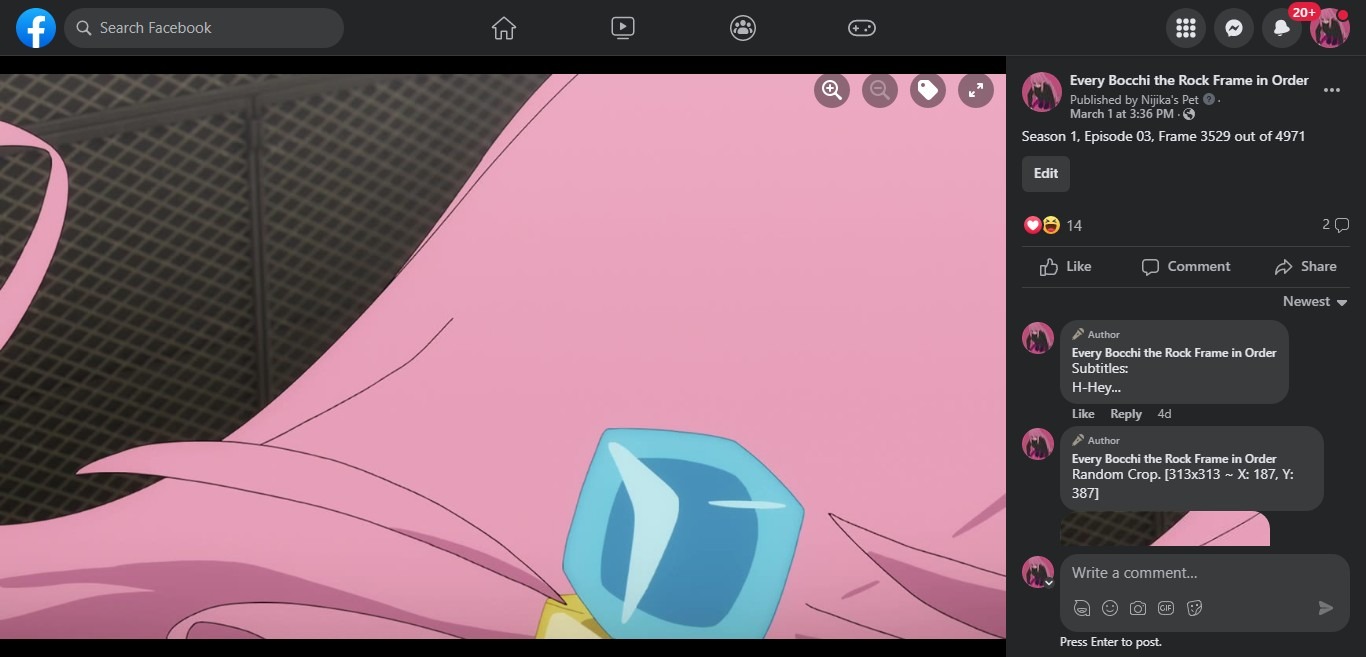 Search Facebook
20+
Every Bocchi the Rock Frame in Order
Published by Nijika's Pet ·
March 1 at 3:36 PM ·
Season 1, Episode 03, Frame 3529 out of 4971
Edit
14
2
Like Comment Share
Newest
Author
Every Bocchi the Rock Frame in Order
Subtitles:
H-Hey...
Like Reply 4d
Author
Every Bocchi the Rock Frame in Order
Random Crop. [313x313 ~ X: 187, Y:
387]
Write a comment...
GIF
Press Enter to post.